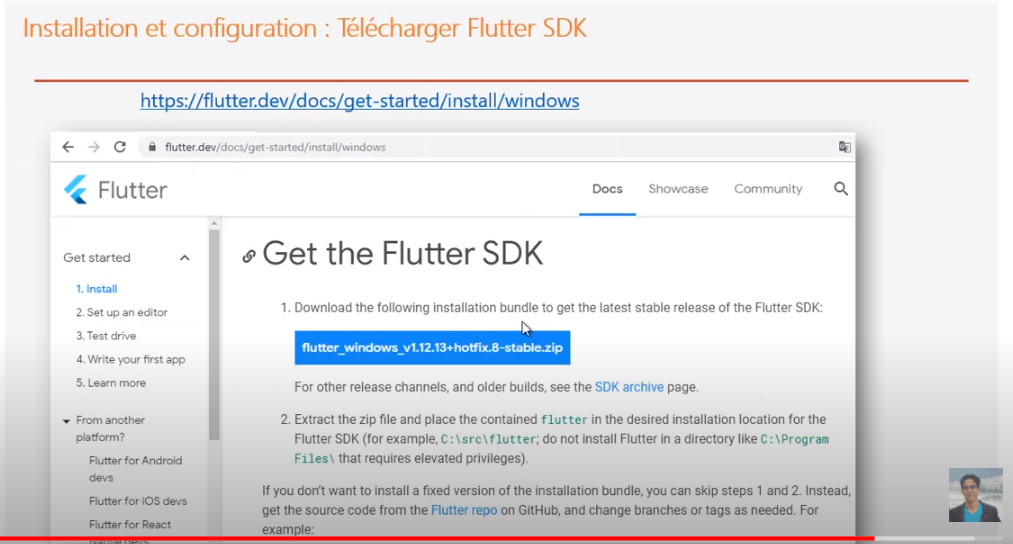 Installation et configuration : Télécharger Flutter SDK
https://flutter.dev/docs/get-started/install/windows
flutter.dev/docs/get-started/install/windows
Flutter
Docs
Showcase
Community
Get started
1. Install
2. Set up an editor
3. Test drive
4. Write your first app
5. Learn more
From another
platform?
Flutter for Android
devs
Flutter for iOS devs
Flutter for React
Native devs
Get the Flutter SDK
1. Download the following installation bundle to get the latest stable release of the Flutter SDK:
flutter_windows_v1.12.13+hotfix.8-stable.zip
For other release channels, and older builds, see the SDK archive page.
2. Extract the zip file and place the contained flutter in the desired installation location for the
Flutter SDK (for example, C:\src\flutter; do not install Flutter in a directory like C:\Program
Files\ that requires elevated privileges).
If you don't want to install a fixed version of the installation bundle, you can skip steps 1 and 2. Instead,
get the source code from the Flutter repo on GitHub, and change branches or tags as needed. For
example: